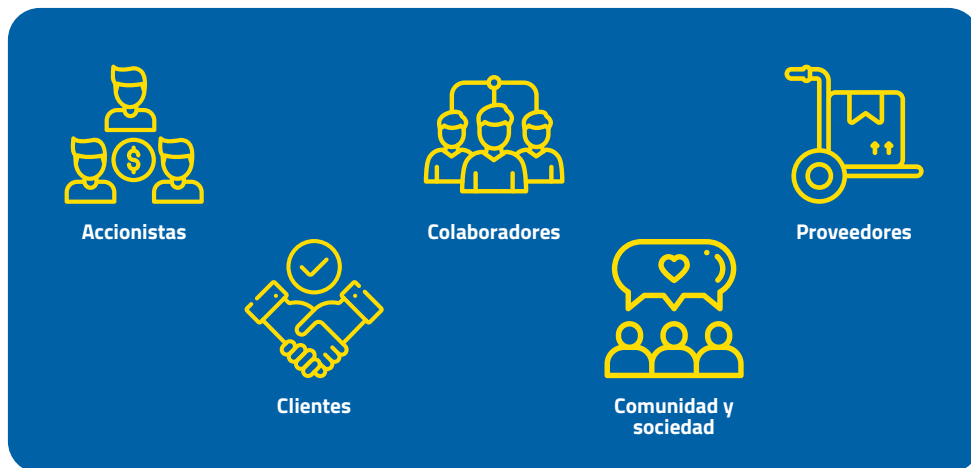 Accionistas
Colaboradores
Proveedores
Clientes
Comunidad y
sociedad